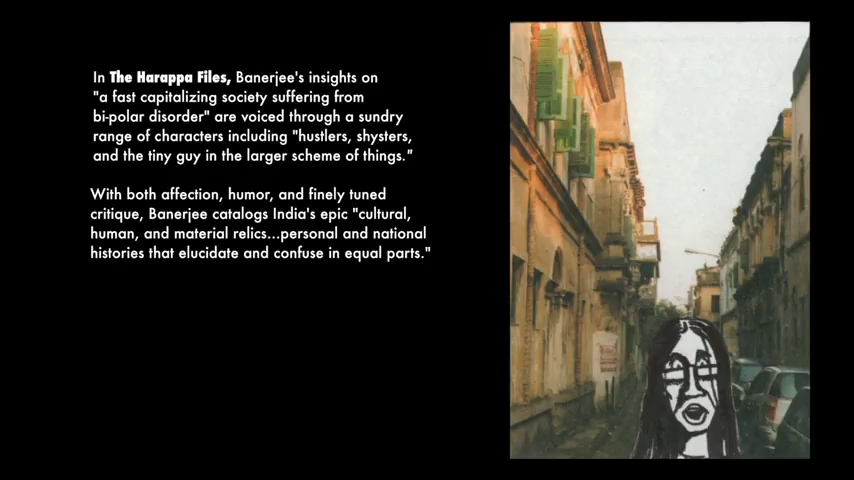 In The Harappa Files, Banerjee's insights on
"a fast capitalizing society suffering from
bi-polar disorder" are voiced through a sundry
range of characters including "hustlers, shysters,
and the tiny guy in the larger scheme of things."
With both affection, humor, and finely tuned
critique, Banerjee catalogs India's epic "cultural,
human, and material relics...personal and national
histories that elucidate and confuse in equal parts."